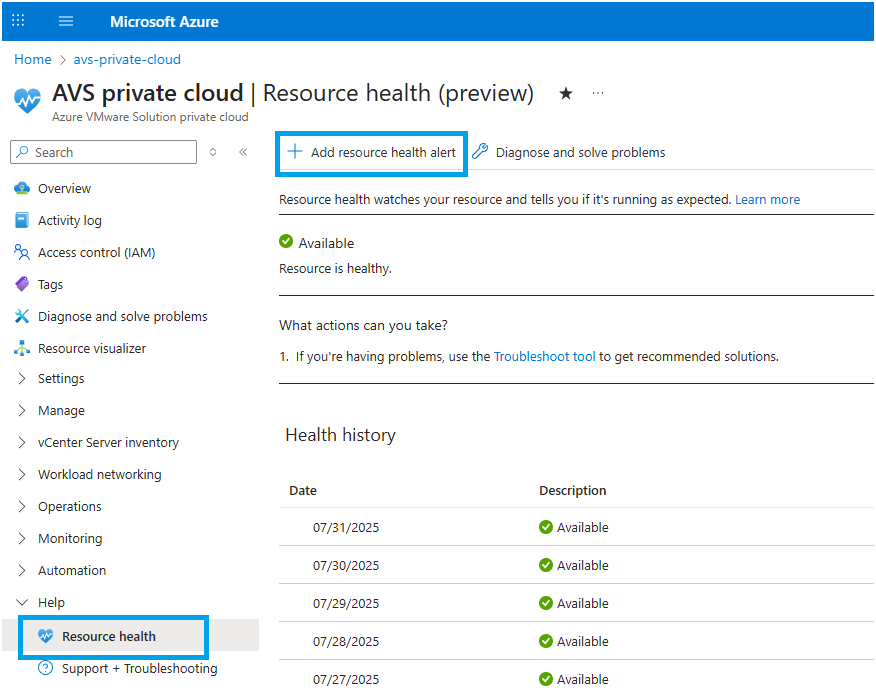 Microsoft Azure
Home > avs-private-cloud
AVS private cloud | Resource health (preview)
Azure VMware Solution private cloud
Search
Overview
Activity log
Access control (IAM)
Tags
Diagnose and solve problems
Resource visualizer
Settings
Manage
vCenter Server inventory
Workload networking
Operations
Monitoring
Automation
Help
Resource health
Support + Troubleshooting
Add resource health alert Diagnose and solve problems
Resource health watches your resource and tells you if it's running as expected. Learn more
Available
Resource is healthy.
What actions can you take?
1. If you're having problems, use the Troubleshoot tool to get recommended solutions.
Health history
Date Description
07/31/2025 Available
07/30/2025 Available
07/29/2025 Available
07/28/2025 Available
07/27/2025 Available